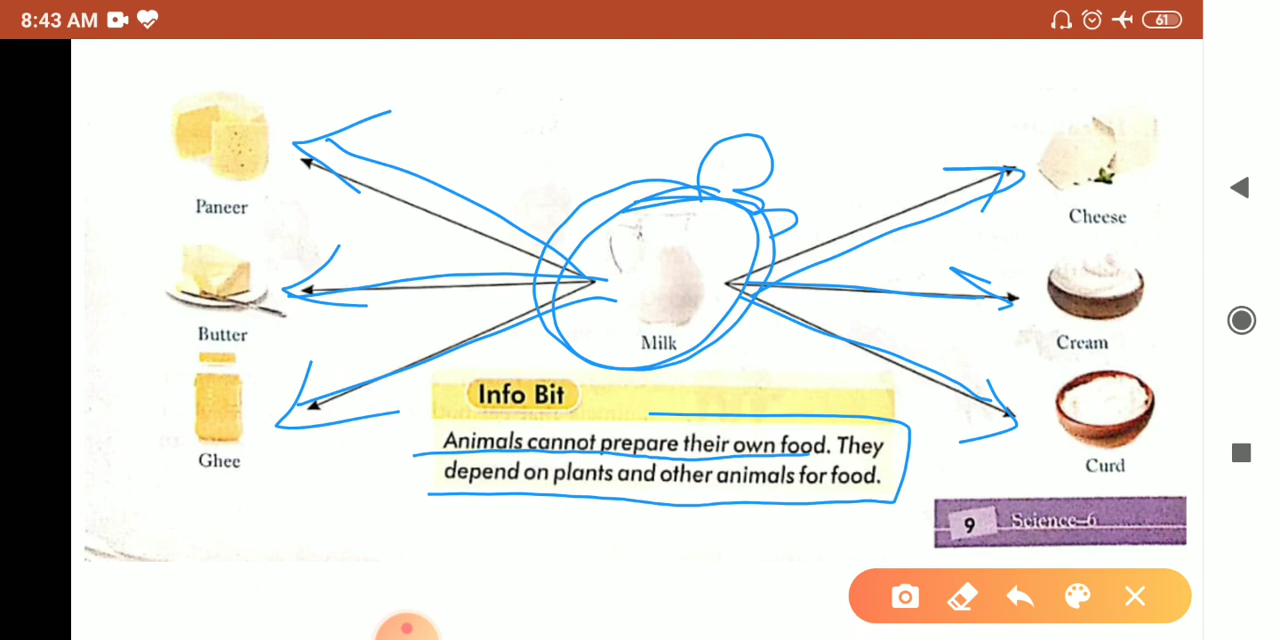 8:43 AM
61
Paneer
Cheese
Butter
Milk
Cream
Info Bit
Animals cannot prepare their own food. They
depend on plants and other animals for food.
Ghee
Curd
9 Science–6